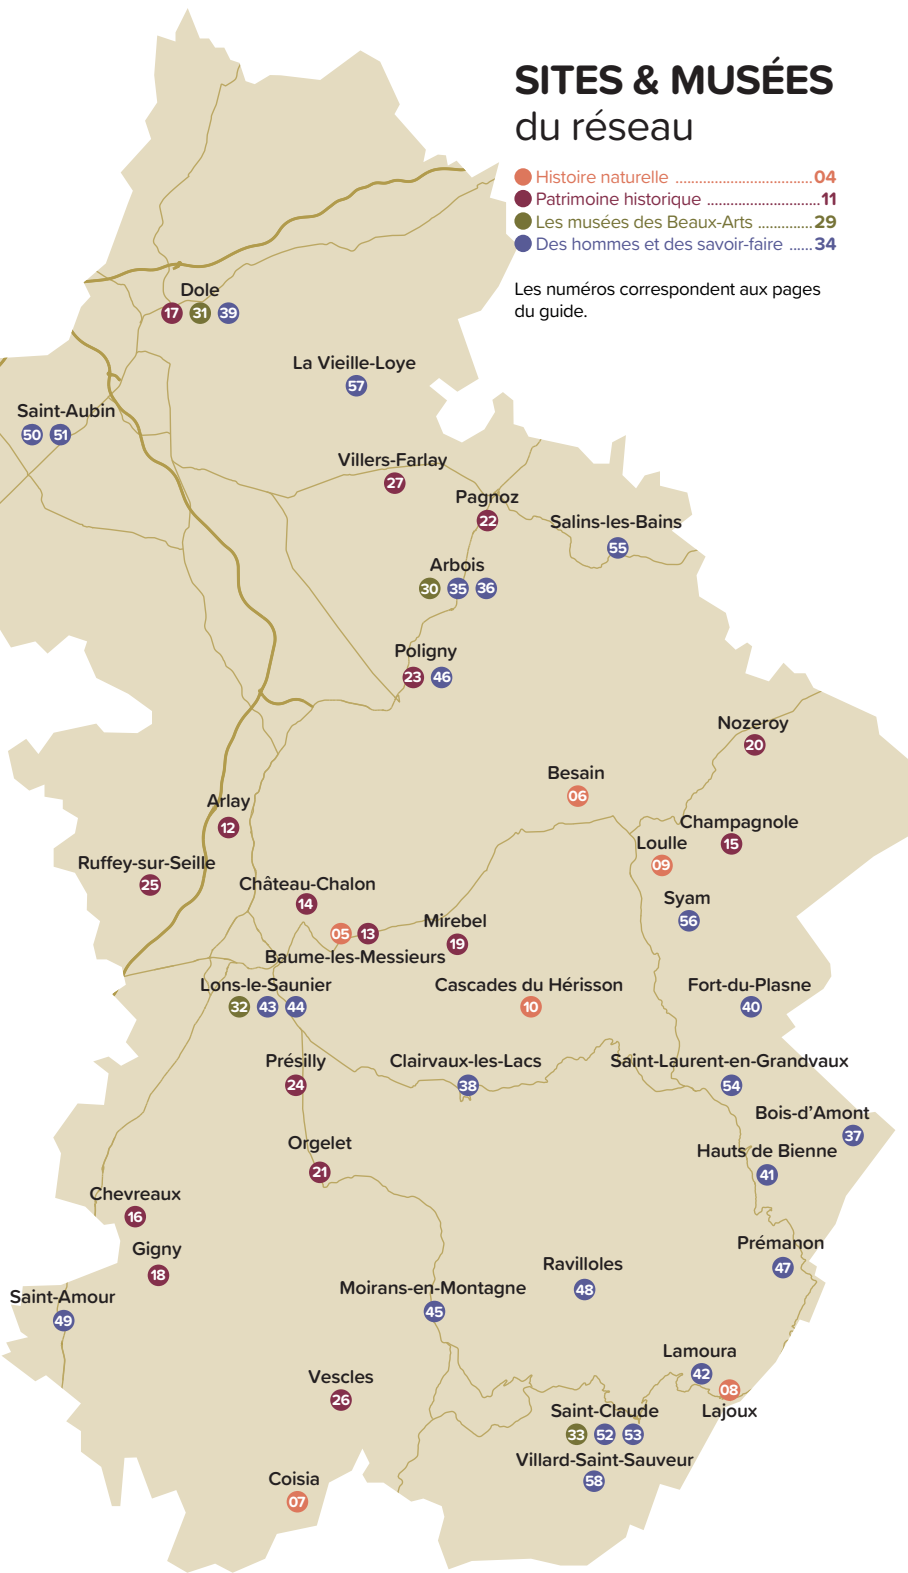 SITES & MUSÉES
du réseau
Histoire naturelle ................................ 04
Patrimoine historique ........................... 11
Les musées des Beaux-Arts ............. 29
Des hommes et des savoir-faire ...... 34
Les numéros correspondent aux pages
du guide.
Dole
17 31 39
La Vieille-Loye
57
Saint-Aubin
50 51
Villers-Farlay
27
Pagnoz
22
Salins-les-Bains
55
Arbois
30 35 36
Poligny
23 46
Nozeroy
20
Besain
06
Arlay
12
Champagnole
15
Loulle
09
Ruffey-sur-Seille
25
Château-Chalon
14
Syam
56
Mirebel
19
05 13
Baume-les-Messieurs
Lons-le-Saunier
32 43 44
Cascades du Hérisson
10
Fort-du-Plasne
40
Présilly
24
Clairvaux-les-Lacs
38
Saint-Laurent-en-Grandvaux
54
Bois-d'Amont
37
Orgelet
21
Hauts de Bienne
41
Chevreaux
16
Gigny
18
Prémanon
47
Ravilloles
48
Moirans-en-Montagne
45
Saint-Amour
49
Lamoura
42
08
Lajoux
Vescles
26
Saint-Claude
33 52 53
Villard-Saint-Sauveur
58
Coisia
07